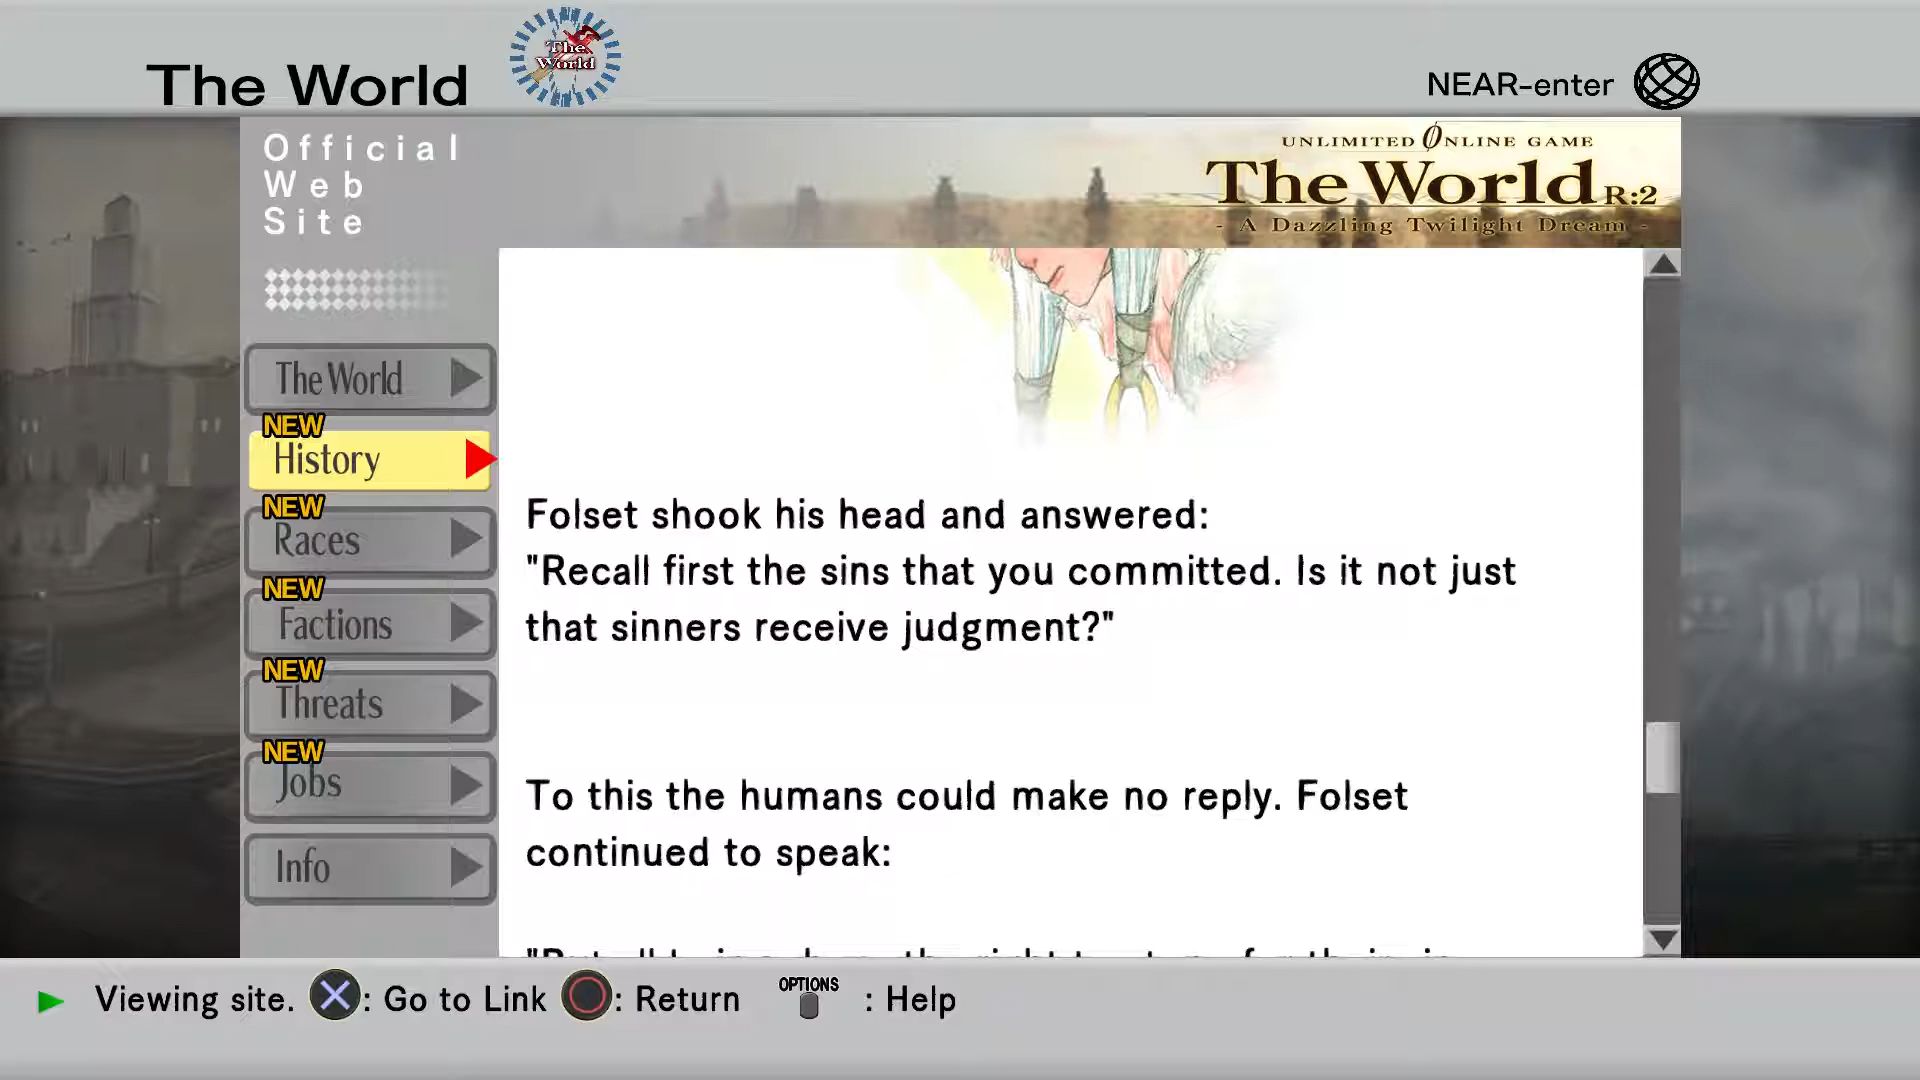 The World
The
World
NEAR-enter
Official
Web
Site
UNLIMITED ØNLINE GAME
The World R:2
- A Dazzling Twilight Dream -
The World
NEW
History
NEW
Races
NEW
Factions
NEW
Threats
NEW
Jobs
Info
Folset shook his head and answered:
"Recall first the sins that you committed. Is it not just
that sinners receive judgment?"
To this the humans could make no reply. Folset
continued to speak:
Viewing site. : Go to Link : Return OPTIONS : Help